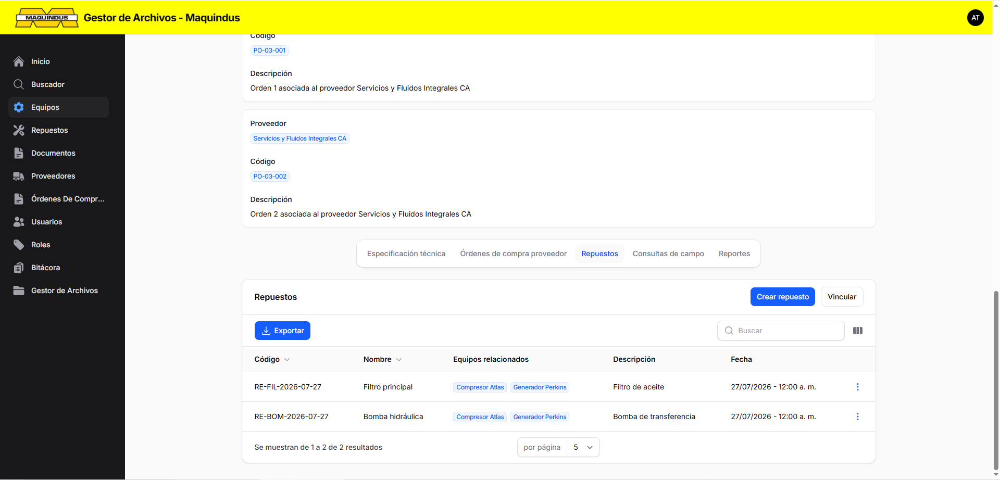 MAQUINDUS
Gestor de Archivos - Maquindus
AT
Inicio
Buscador
Equipos
Repuestos
Documentos
Proveedores
Órdenes De Compr...
Usuarios
Roles
Bitácora
Gestor de Archivos
Código
PO-03-001
Descripción
Orden 1 asociada al proveedor Servicios y Fluidos Integrales CA
Proveedor
Servicios y Fluidos Integrales CA
Código
PO-03-002
Descripción
Orden 2 asociada al proveedor Servicios y Fluidos Integrales CA
Especificación técnica Órdenes de compra proveedor Repuestos Consultas de campo Reportes
Repuestos Crear repuesto Vincular
Exportar Buscar
Código Nombre Equipos relacionados Descripción Fecha
RE-FIL-2026-07-27 Filtro principal Compresor Atlas Generador Perkins Filtro de aceite 27/07/2026 - 12:00 a. m.
RE-BOM-2026-07-27 Bomba hidráulica Compresor Atlas Generador Perkins Bomba de transferencia 27/07/2026 - 12:00 a. m.
Se muestran de 1 a 2 de 2 resultados por página 5